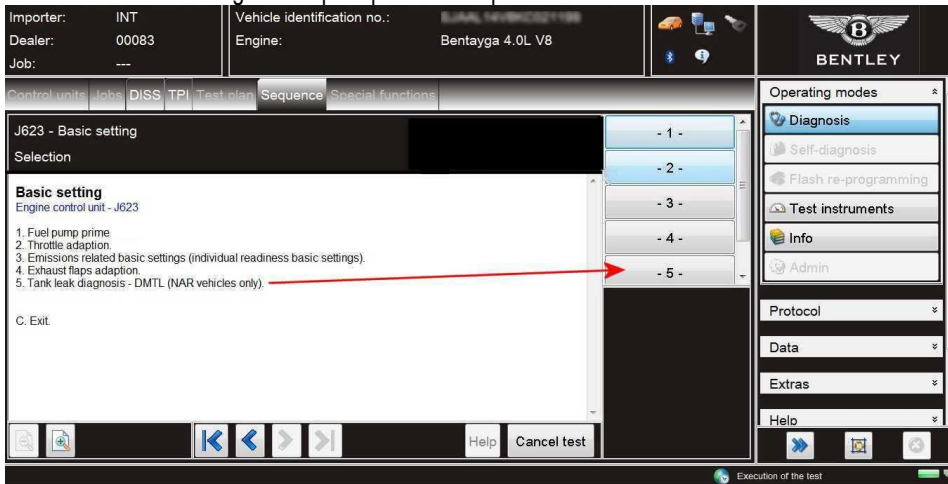 Importer: INT
Dealer: 00083
Job: ---
Vehicle identification no.:
Engine: Bentayga 4.0L V8
B
BENTLEY
Control units Jobs DISS TPI Test plan Sequence Special functions
J623 - Basic setting
Selection
Basic setting
Engine control unit - J623
1. Fuel pump prime
2. Throttle adaption.
3. Emissions related basic settings (individual readiness basic settings).
4. Exhaust flaps adaption.
5. Tank leak diagnosis - DMTL (NAR vehicles only).
C. Exit.
- 1 -
- 2 -
- 3 -
- 4 -
- 5 -
Operating modes
Diagnosis
Self-diagnosis
Flash re-programming
Test instruments
Info
Admin
Protocol
Data
Extras
Help
Help
Cancel test
Execution of the test